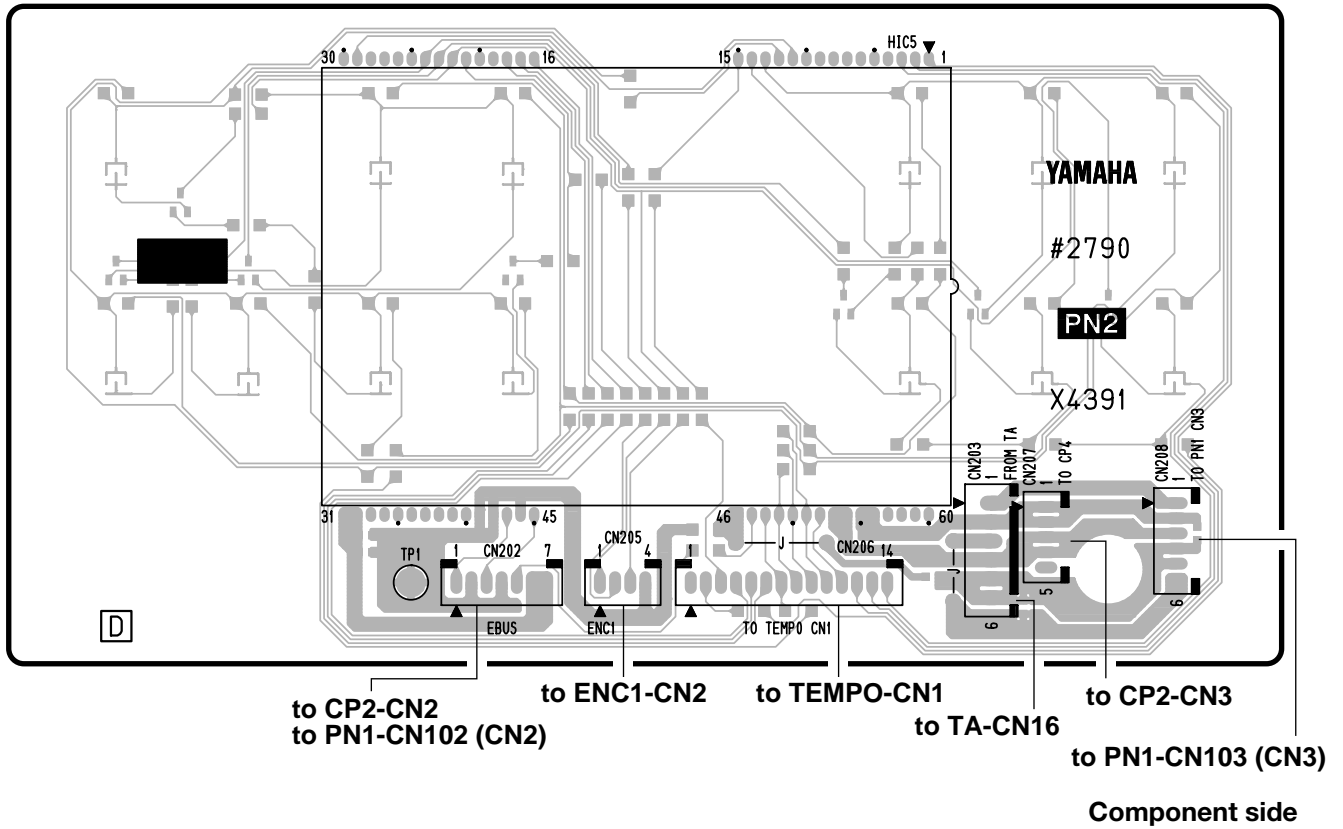 HIC5
30 16 15 1
YAMAHA
#2790
PN2
X4391
CN203
1
FROM TA
CN207
1
TO CP4
CN208
1
TO PN1 CN3
31 45 46 60
TP1
1 CN202 7
CN205
1 4
1 J CN206 14
J
5
6
6
D
EBUS
ENC1
TO TEMPO CN1
to CP2-CN2
to PN1-CN102 (CN2)
to ENC1-CN2
to TEMPO-CN1
to TA-CN16
to CP2-CN3
to PN1-CN103 (CN3)
Component side